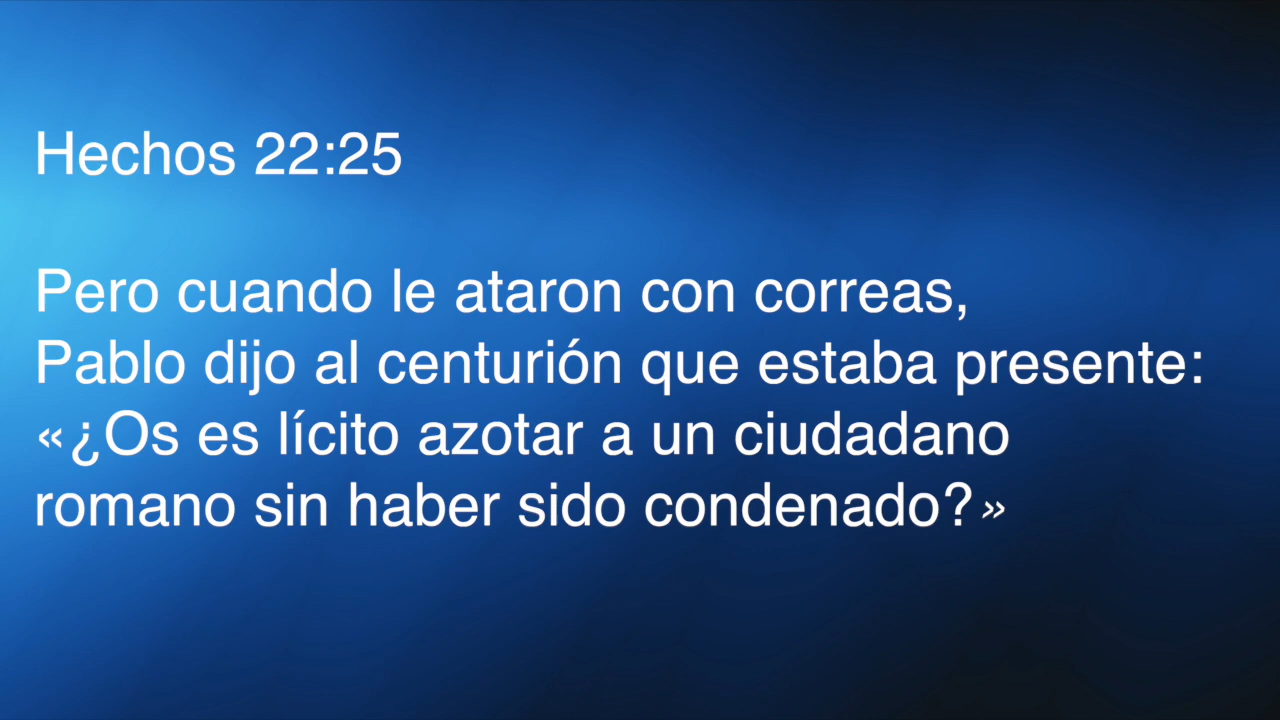 Hechos 22:25
Pero cuando le ataron con correas,
Pablo dijo al centurión que estaba presente:
«¿Os es lícito azotar a un ciudadano
romano sin haber sido condenado?»